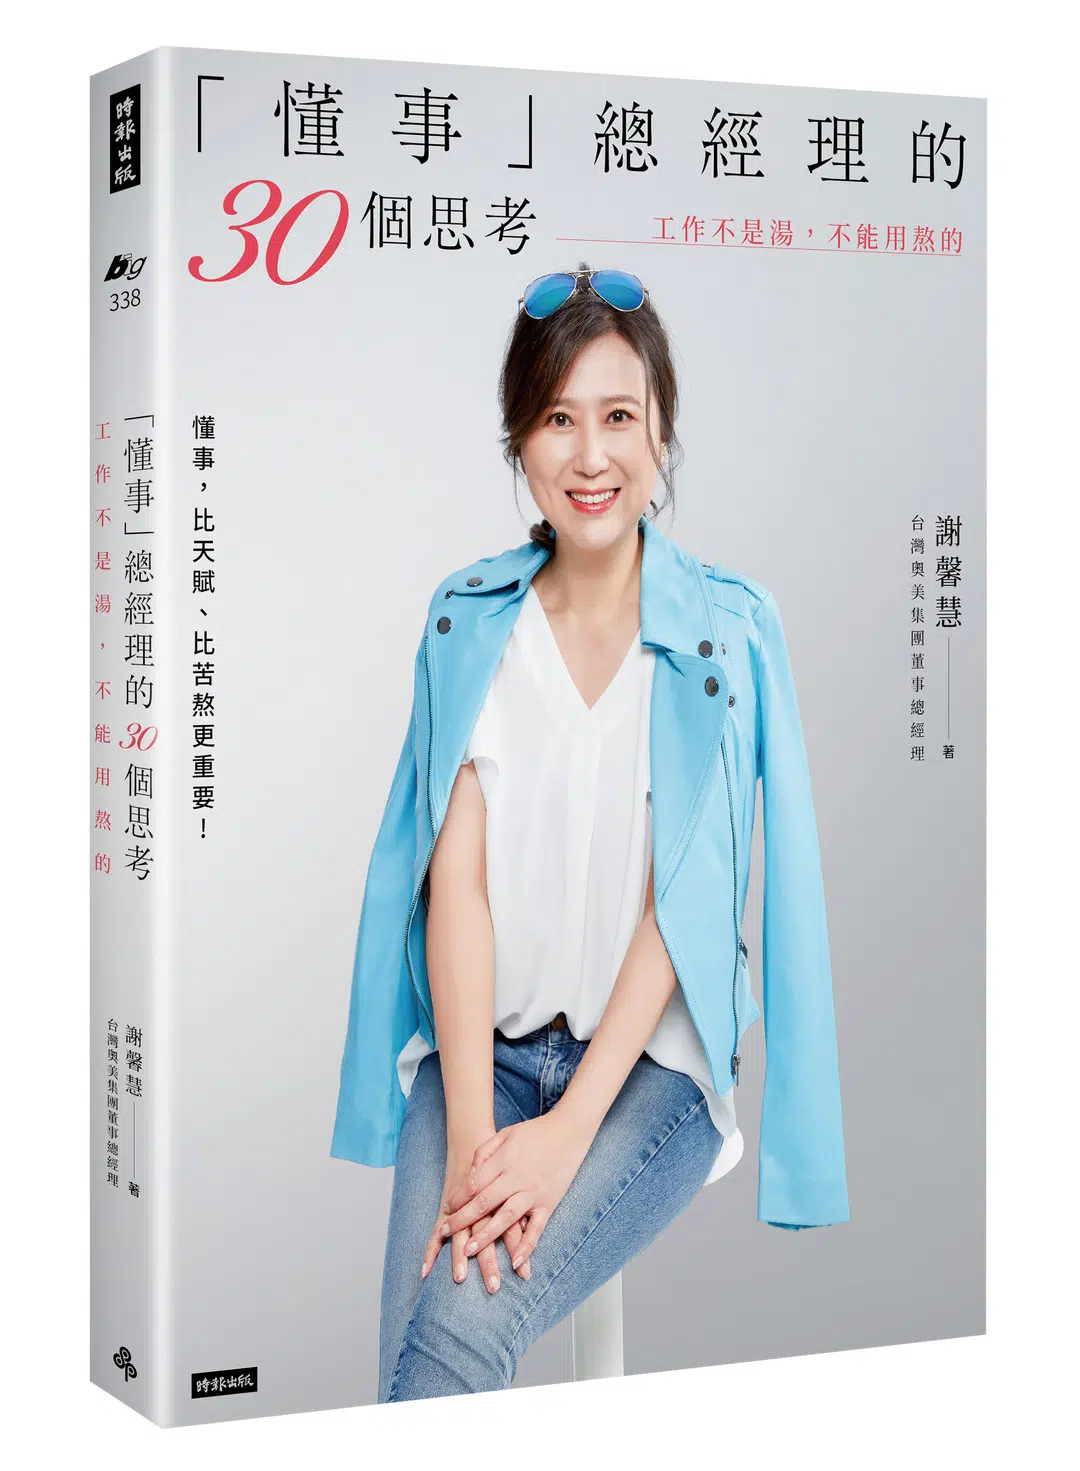 「懂事」總經理的
30個思考
工作不是湯，不能用熬的
懂事，比天賦、比苦熬更重要！
謝馨慧 著
台灣奧美集團董事總經理
時報出版
時報出版
big
338
「懂事」總經理的30個思考
工作不是湯，不能用熬的
謝馨慧 著
台灣奧美集團董事總經理